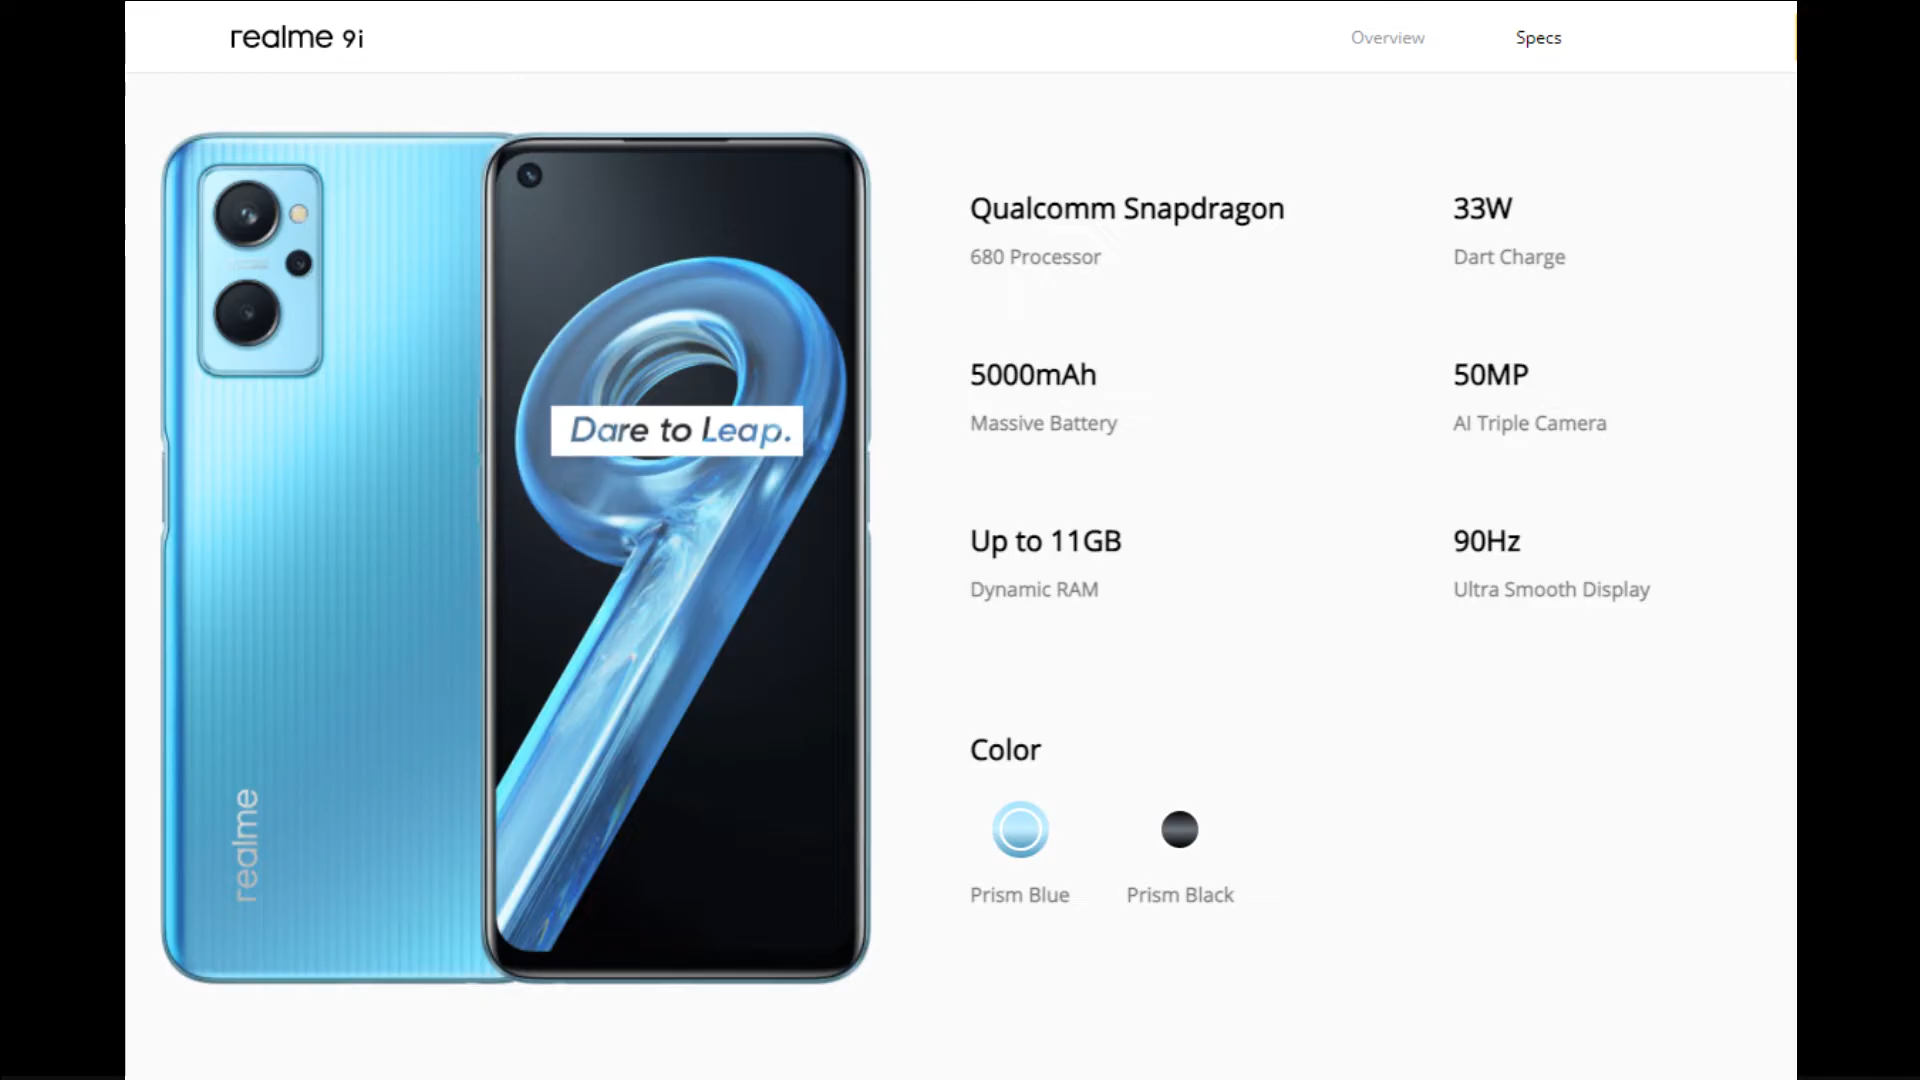 realme 9i
Overview
Specs
Dare to Leap.
realme
Qualcomm Snapdragon
680 Processor
33W
Dart Charge
5000mAh
Massive Battery
50MP
AI Triple Camera
Up to 11GB
Dynamic RAM
90Hz
Ultra Smooth Display
Color
Prism Blue
Prism Black